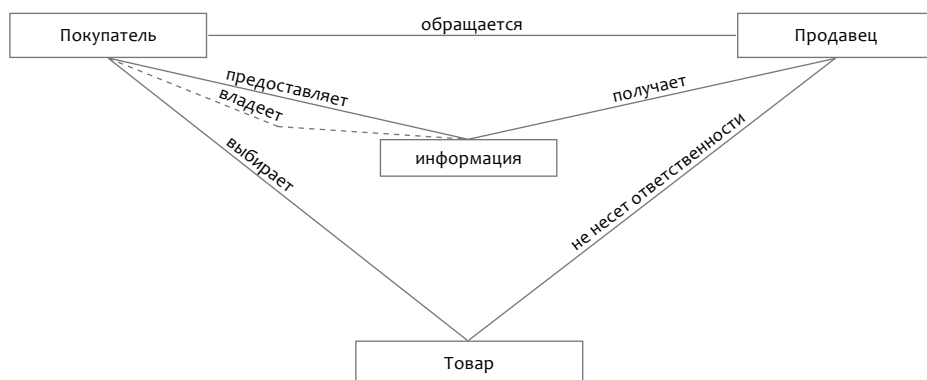 обращается
Покупатель
Продавец
предоставляет
владеет
получает
информация
выбирает
не несет ответственности
Товар